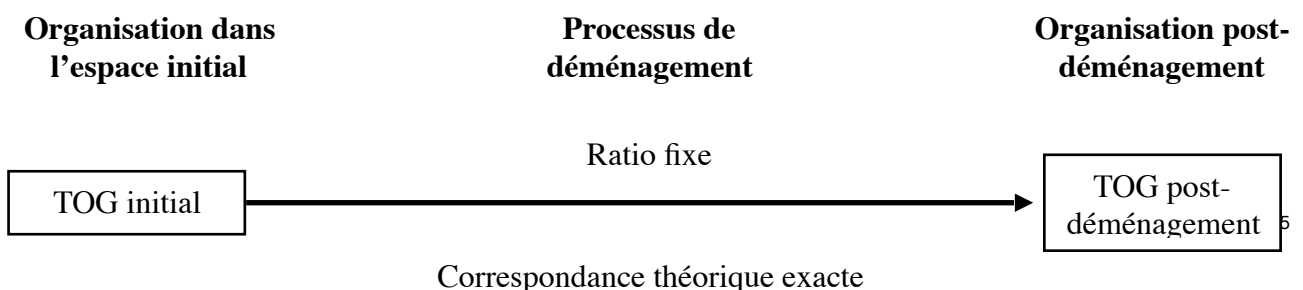 Organisation dans
l’espace initial
Processus de
déménagement
Organisation post-
déménagement
Ratio fixe
TOG initial
TOG post-
déménagement
Correspondance théorique exacte